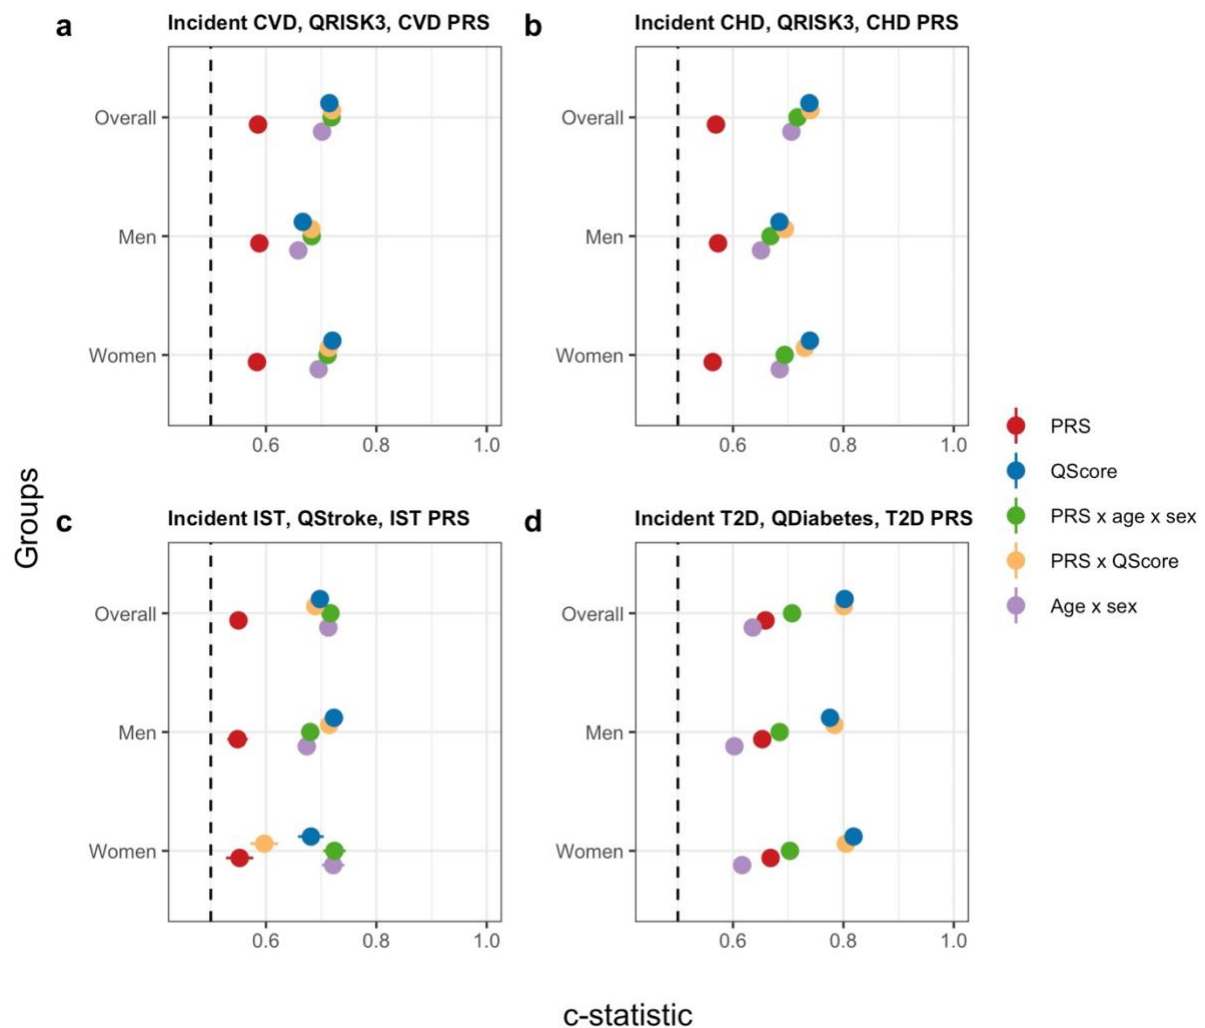 a
Incident CVD, QRISK3, CVD PRS
Overall
Men
Women
0.6
0.8
1.0
b
Incident CHD, QRISK3, CHD PRS
Overall
Men
Women
0.6
0.8
1.0
Groups
c
Incident IST, QStroke, IST PRS
Overall
Men
Women
0.6
0.8
1.0
d
Incident T2D, QDiabetes, T2D PRS
Overall
Men
Women
0.6
0.8
1.0
PRS
QScore
PRS x age x sex
PRS x QScore
Age x sex
c-statistic